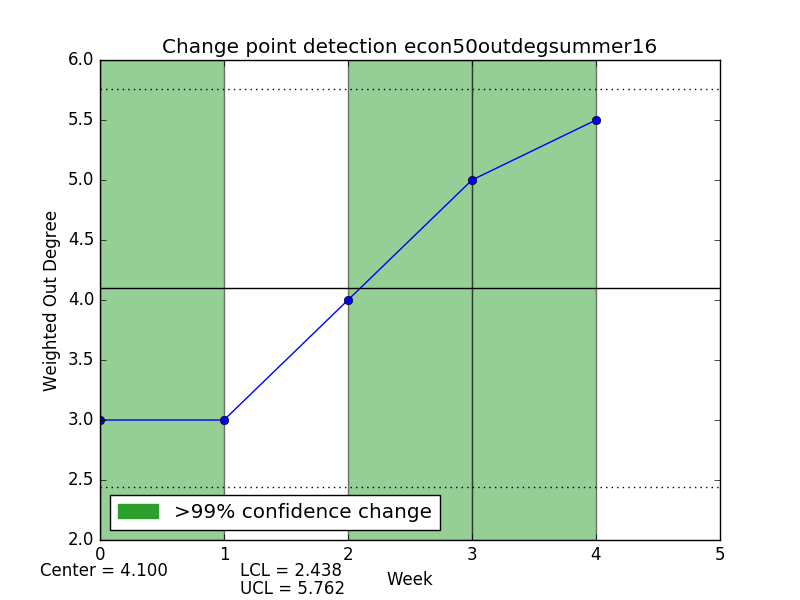 Change point detection econ50outdegsummer16
6.0
5.5
5.0
4.5
4.0
3.5
3.0
2.5
2.0
Weighted Out Degree
>99% confidence change
0 1 2 3 4 5
Center = 4.100 LCL = 2.438 Week
UCL = 5.762